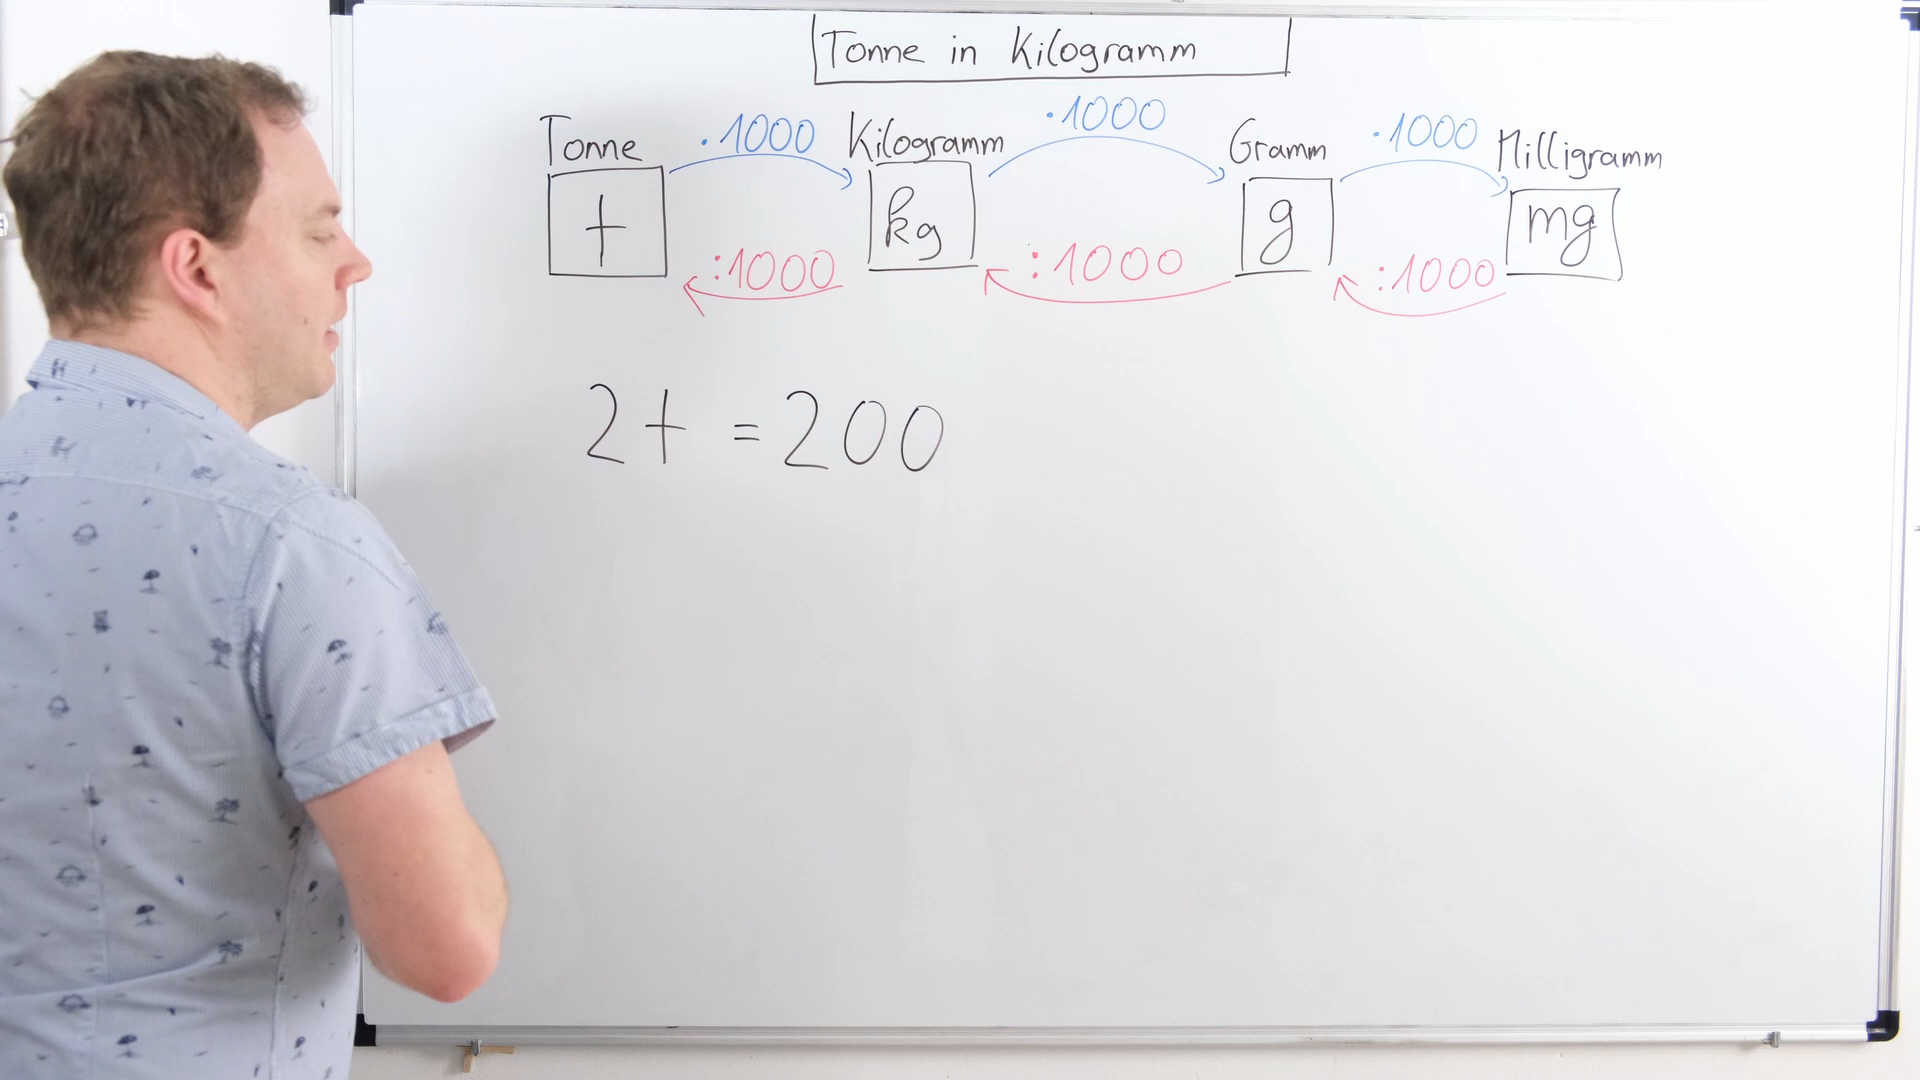 Tonne in Kilogramm
Tonne ·1000 Kilogramm ·1000 Gramm ·1000 Milligramm
t :1000 kg :1000 g :1000 mg
2t = 200